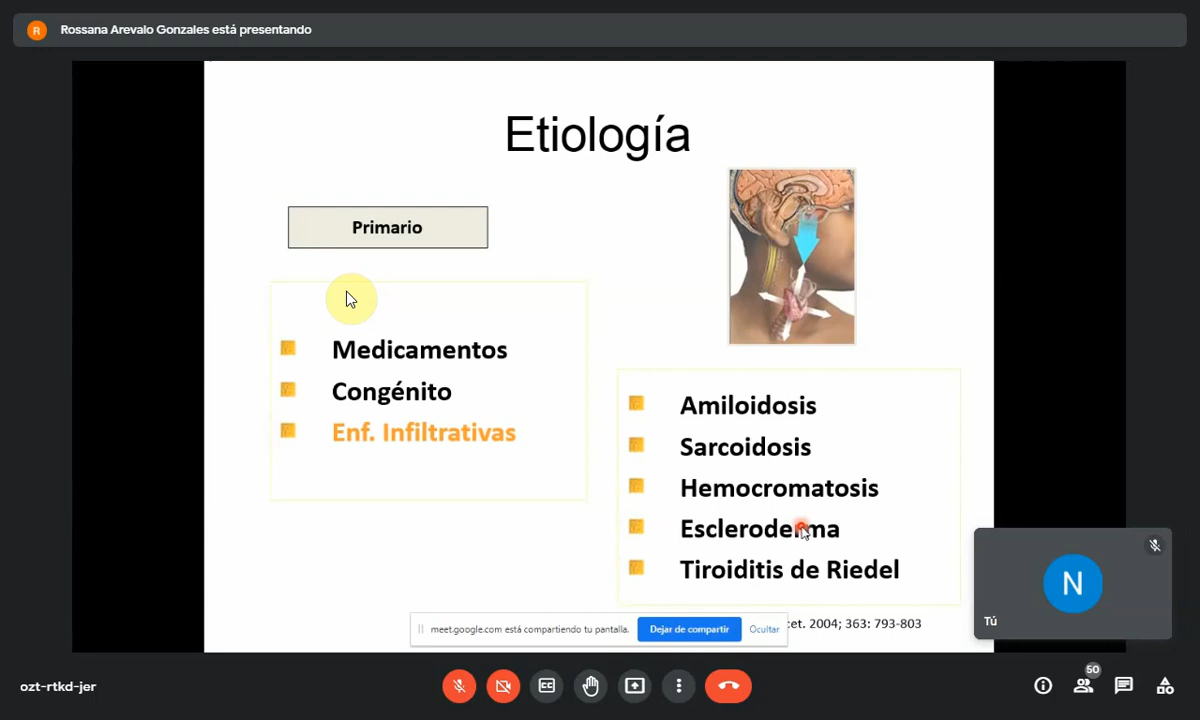 R
Rossana Arevalo Gonzales está presentando
Etiología
Primario
Medicamentos
Congénito
Enf. Infiltrativas
Amiloidosis
Sarcoidosis
Hemocromatosis
Escleroderma
Tiroiditis de Riedel
cet. 2004; 363: 793-803
meet.google.com está compartiendo tu pantalla.
Dejar de compartir
Ocultar
N
Tú
ozt-rtkd-jer
CC
50